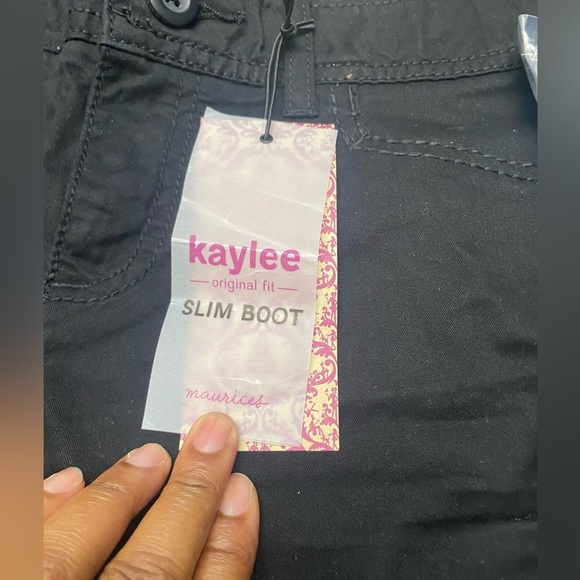 kaylee
— original fit —
SLIM BOOT
maurices